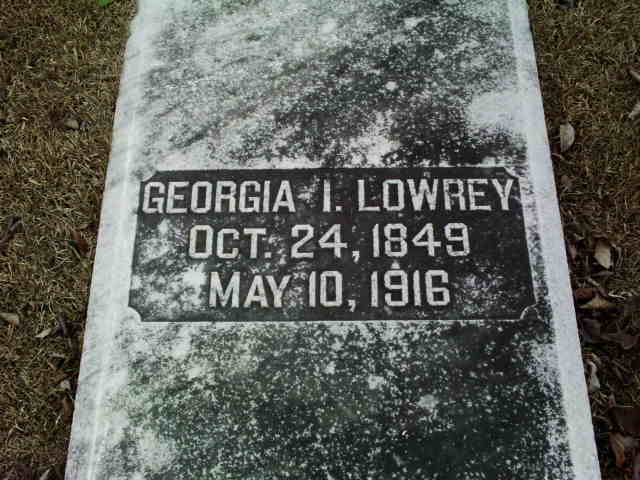 GEORGIA I. LOWREY
OCT. 24, 1849
MAY 10, 1916